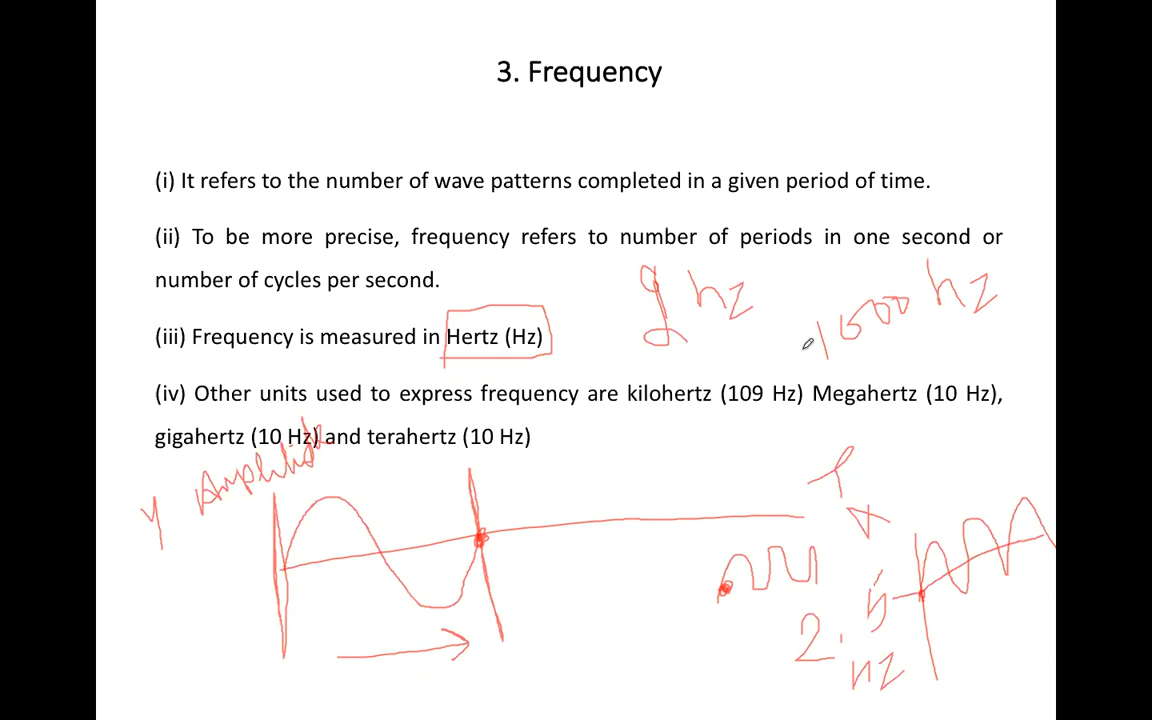 3. Frequency
(i) It refers to the number of wave patterns completed in a given period of time.
(ii) To be more precise, frequency refers to number of periods in one second or
number of cycles per second.
hz
hz
(iii) Frequency is measured in Hertz (Hz)
(iv) Other units used to express frequency are kilohertz (109 Hz) Megahertz (10 Hz),
gigahertz (10 Hz) and terahertz (10 Hz)
Y
2.5
HZ